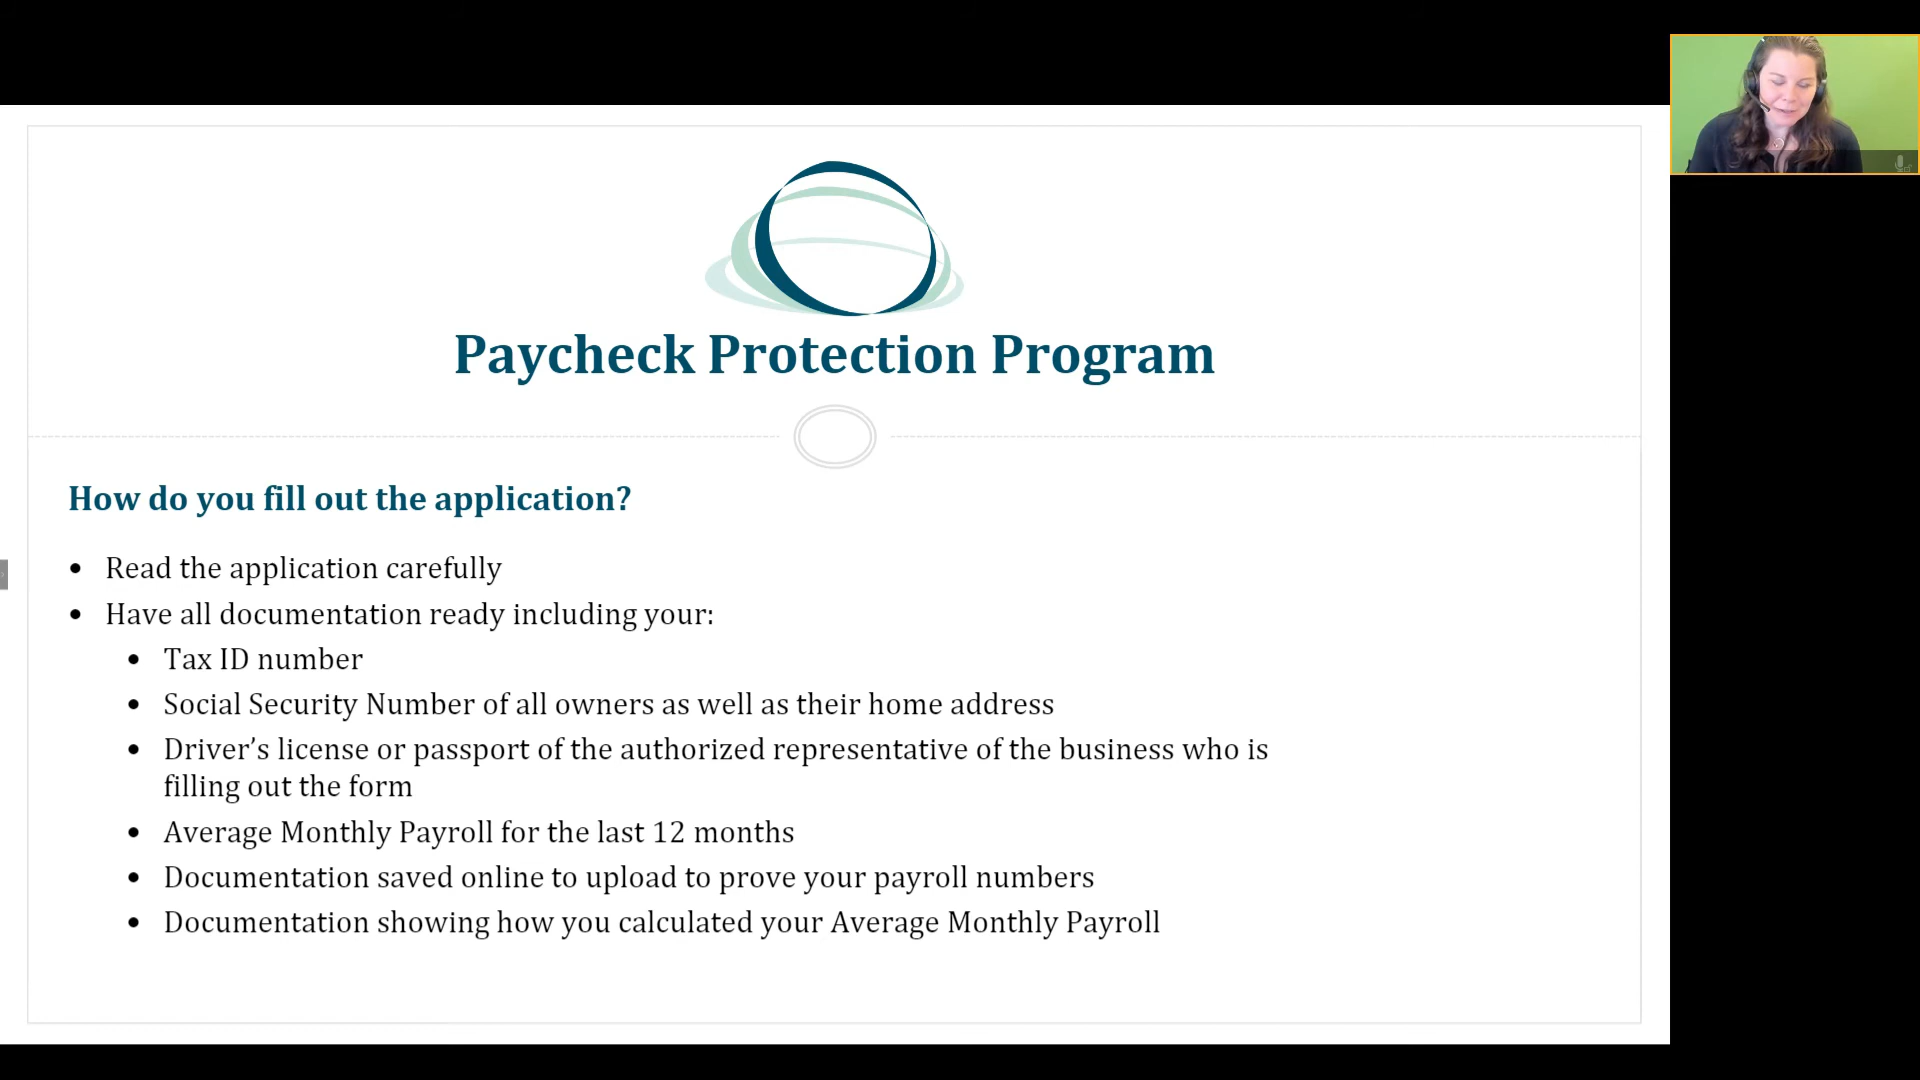 Paycheck Protection Program
How do you fill out the application?
• Read the application carefully
• Have all documentation ready including your:
• Tax ID number
• Social Security Number of all owners as well as their home address
• Driver’s license or passport of the authorized representative of the business who is
filling out the form
• Average Monthly Payroll for the last 12 months
• Documentation saved online to upload to prove your payroll numbers
• Documentation showing how you calculated your Average Monthly Payroll